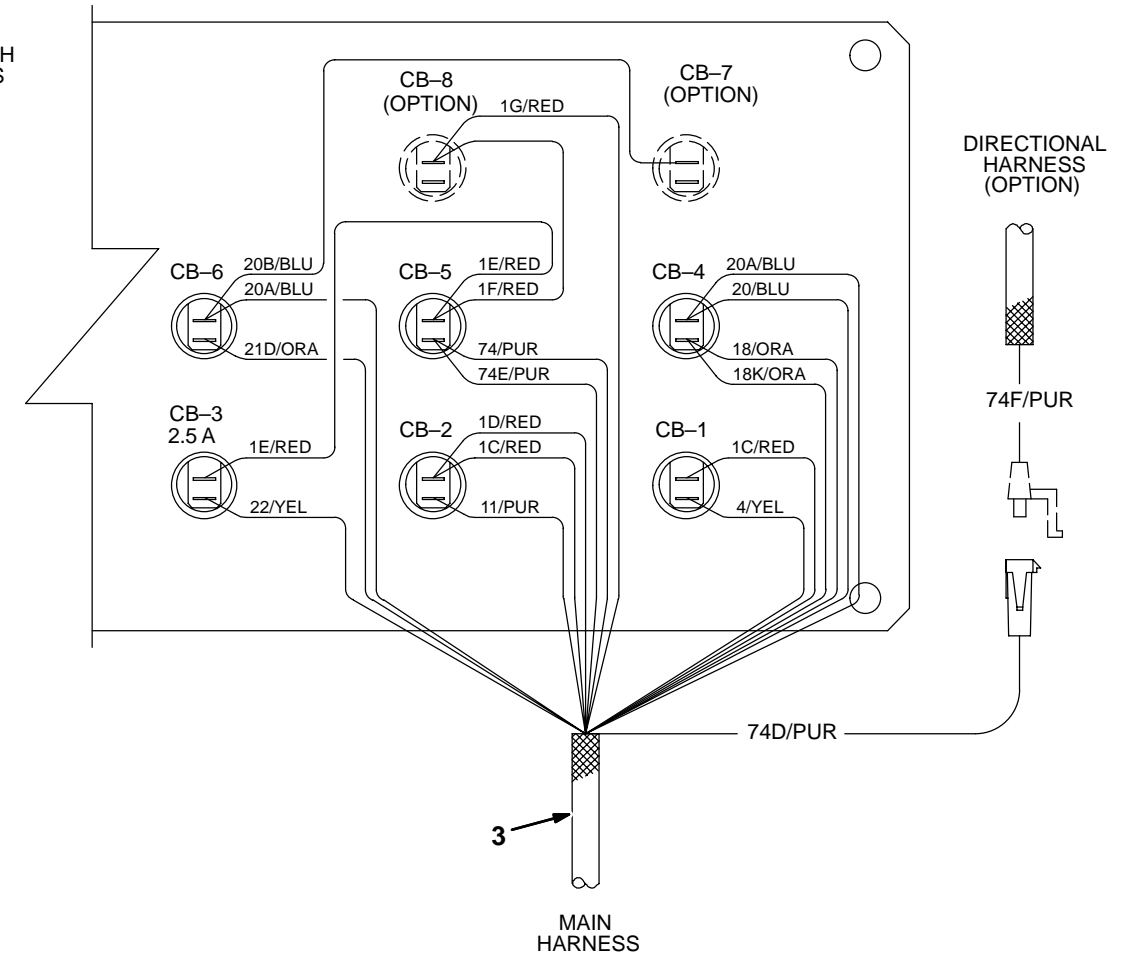 H
S
CB–8
(OPTION)
CB–7
(OPTION)
1G/RED
DIRECTIONAL
HARNESS
(OPTION)
CB–6
20B/BLU
20A/BLU
21D/ORA
CB–5
1E/RED
1F/RED
74/PUR
74E/PUR
CB–4
20A/BLU
20/BLU
18/ORA
18K/ORA
74F/PUR
CB–3
2.5 A
1E/RED
22/YEL
CB–2
1D/RED
1C/RED
11/PUR
CB–1
1C/RED
4/YEL
74D/PUR
3
MAIN
HARNESS